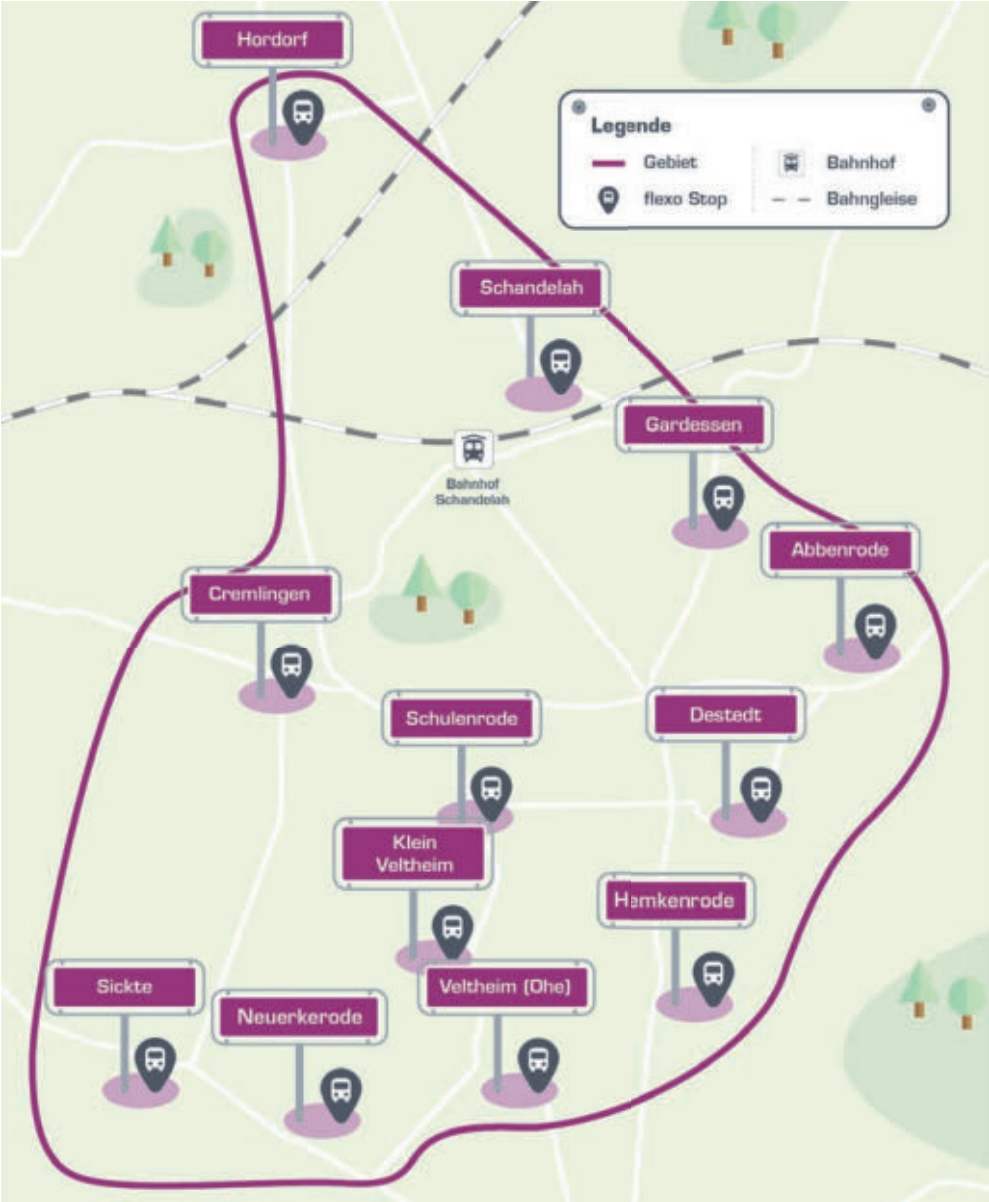 Hordorf
Legende
Gebiet
Bahnhof
flexo Stop
Bahngleise
Schandelah
Gardessen
Bahnhof
Schandelah
Abbenrode
Cremlingen
Schulenrode
Destedt
Klein
Veltheim
Hemkenrode
Sickte
Veltheim (Ohe)
Neuerkerode